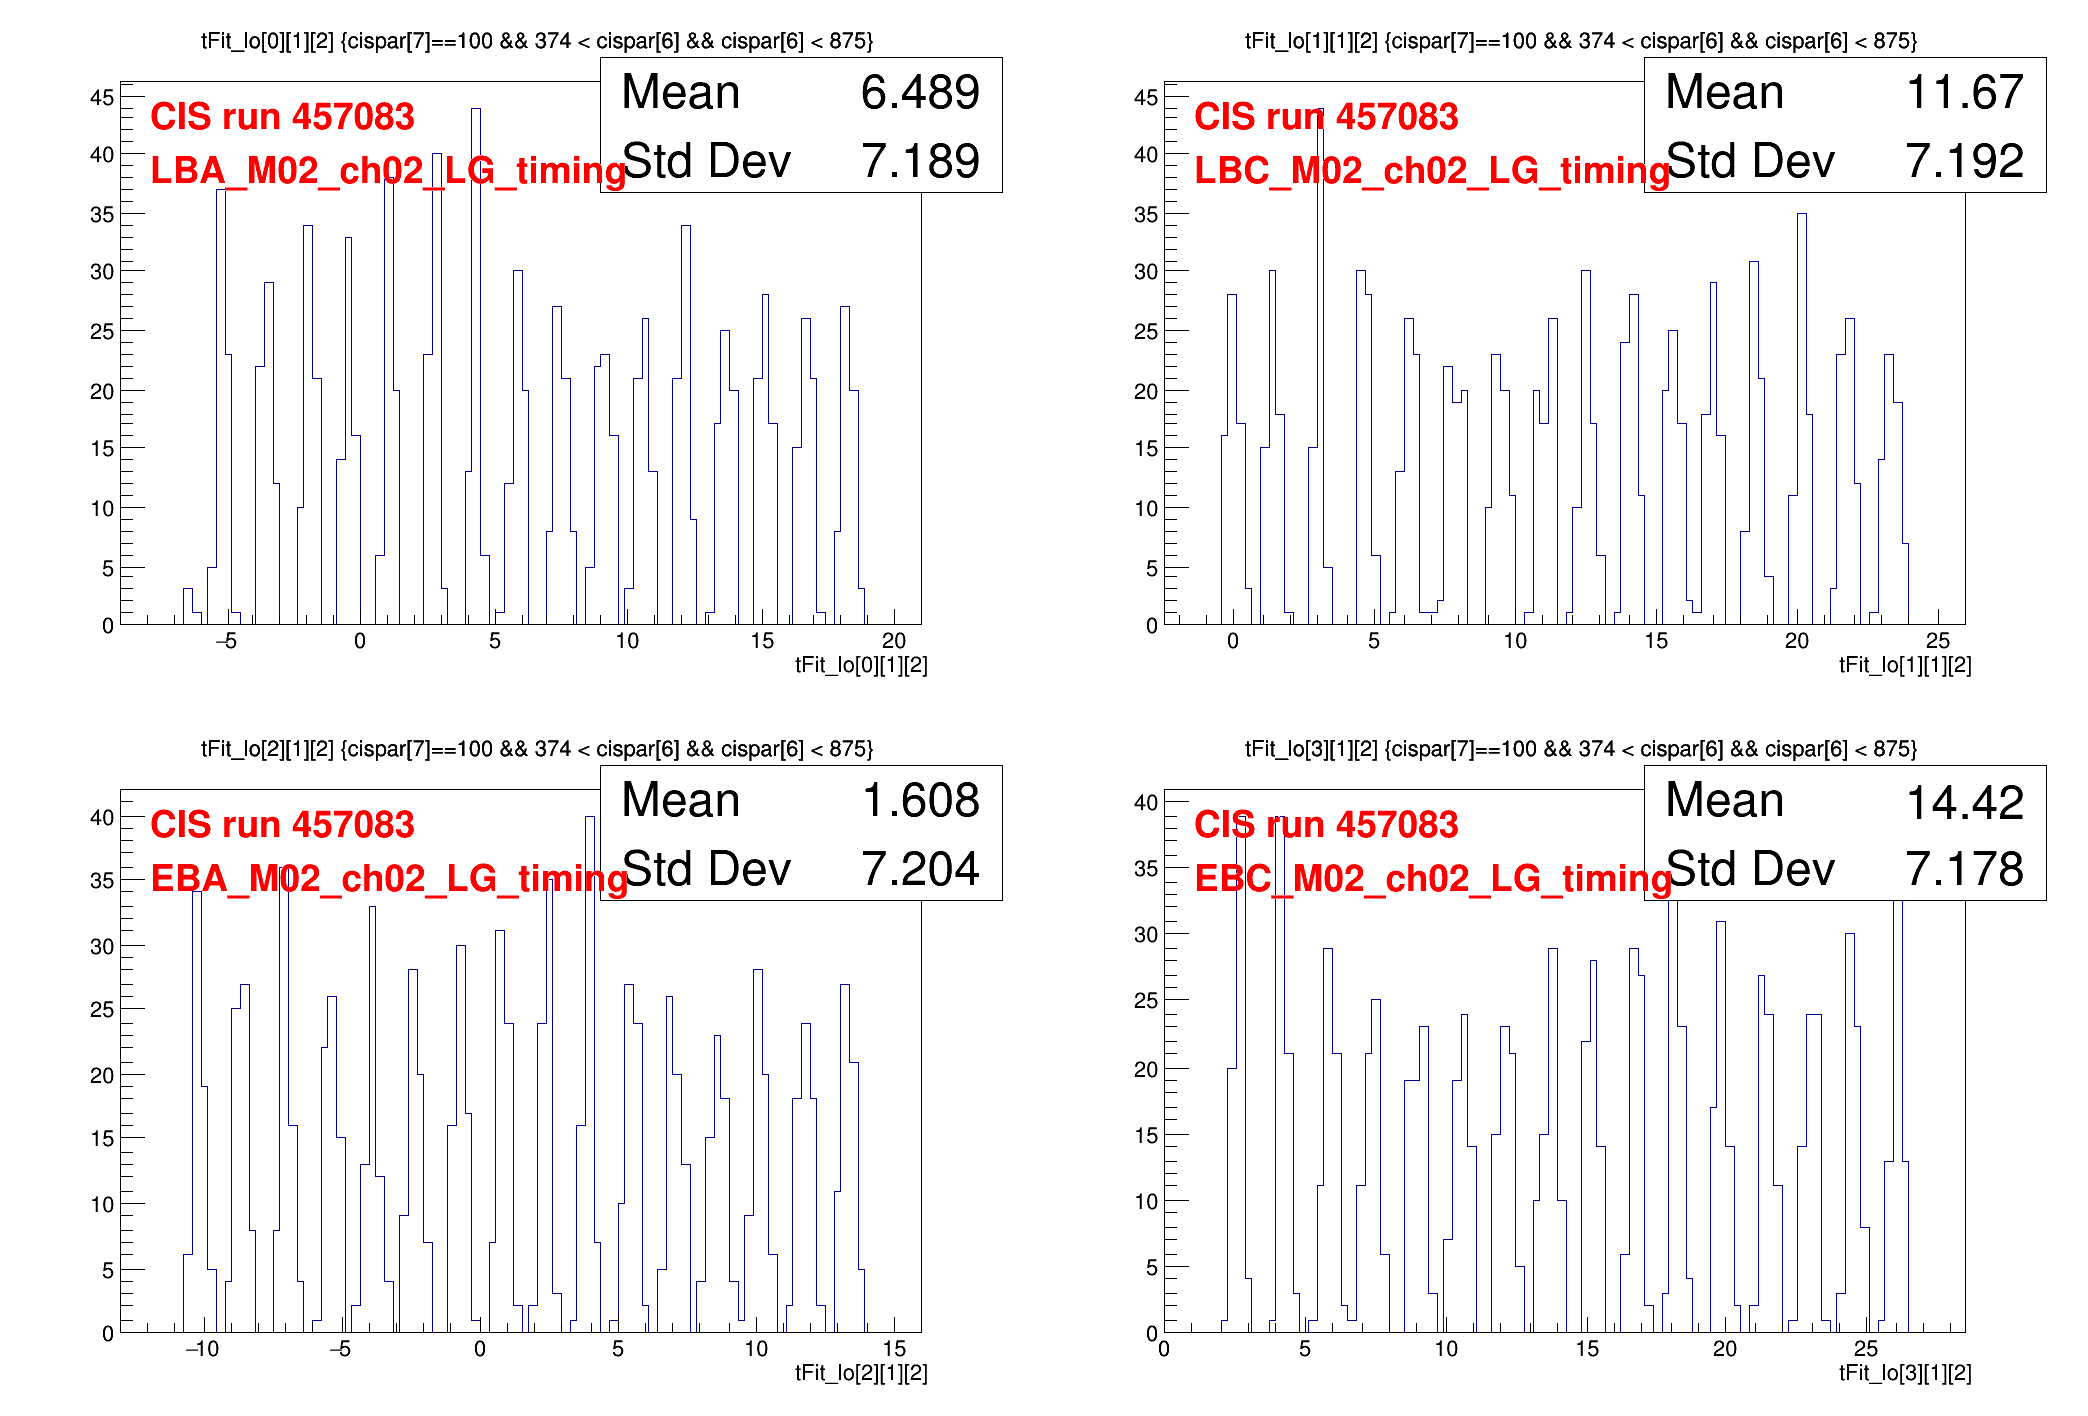 tFit_lo[0][1][2] {cispar[7]==100 && 374 < cispar[6] && cispar[6] < 875}
Mean 6.489
Std Dev 7.189
CIS run 457083
LBA_M02_ch02_LG_timing
45
40
35
30
25
20
15
10
5
0
−5 0 5 10 15 20
tFit_lo[0][1][2]
tFit_lo[1][1][2] {cispar[7]==100 && 374 < cispar[6] && cispar[6] < 875}
Mean 11.67
Std Dev 7.192
CIS run 457083
LBC_M02_ch02_LG_timing
45
40
35
30
25
20
15
10
5
0
0 5 10 15 20 25
tFit_lo[1][1][2]
tFit_lo[2][1][2] {cispar[7]==100 && 374 < cispar[6] && cispar[6] < 875}
Mean 1.608
Std Dev 7.204
CIS run 457083
EBA_M02_ch02_LG_timing
40
35
30
25
20
15
10
5
0
−10 −5 0 5 10 15
tFit_lo[2][1][2]
tFit_lo[3][1][2] {cispar[7]==100 && 374 < cispar[6] && cispar[6] < 875}
Mean 14.42
Std Dev 7.178
CIS run 457083
EBC_M02_ch02_LG_timing
40
35
30
25
20
15
10
5
0
0 5 10 15 20 25
tFit_lo[3][1][2]